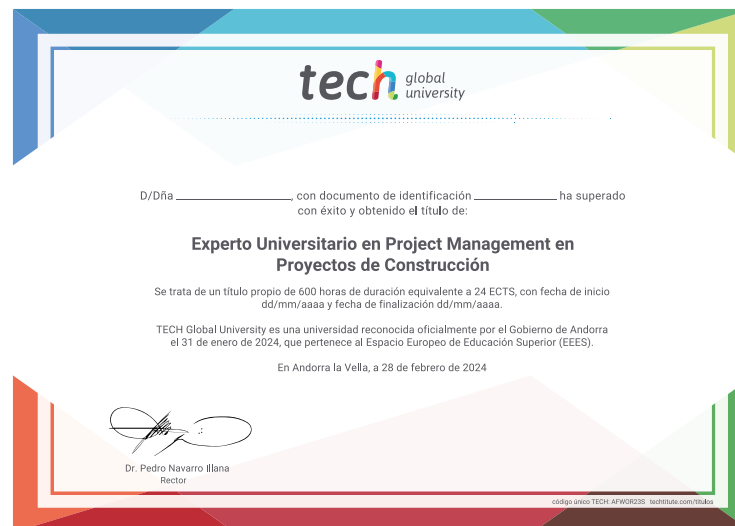 tech global university
D/Dña ____________________, con documento de identificación ______________ ha superado
con éxito y obtenido el título de:
Experto Universitario en Project Management en
Proyectos de Construcción
Se trata de un título propio de 600 horas de duración equivalente a 24 ECTS, con fecha de inicio
dd/mm/aaaa y fecha de finalización dd/mm/aaaa.
TECH Global University es una universidad reconocida oficialmente por el Gobierno de Andorra
el 31 de enero de 2024, que pertenece al Espacio Europeo de Educación Superior (EEES).
En Andorra la Vella, a 28 de febrero de 2024
Dr. Pedro Navarro Illana
Rector
código único TECH: AFWOR23S techtitute.com/titulos